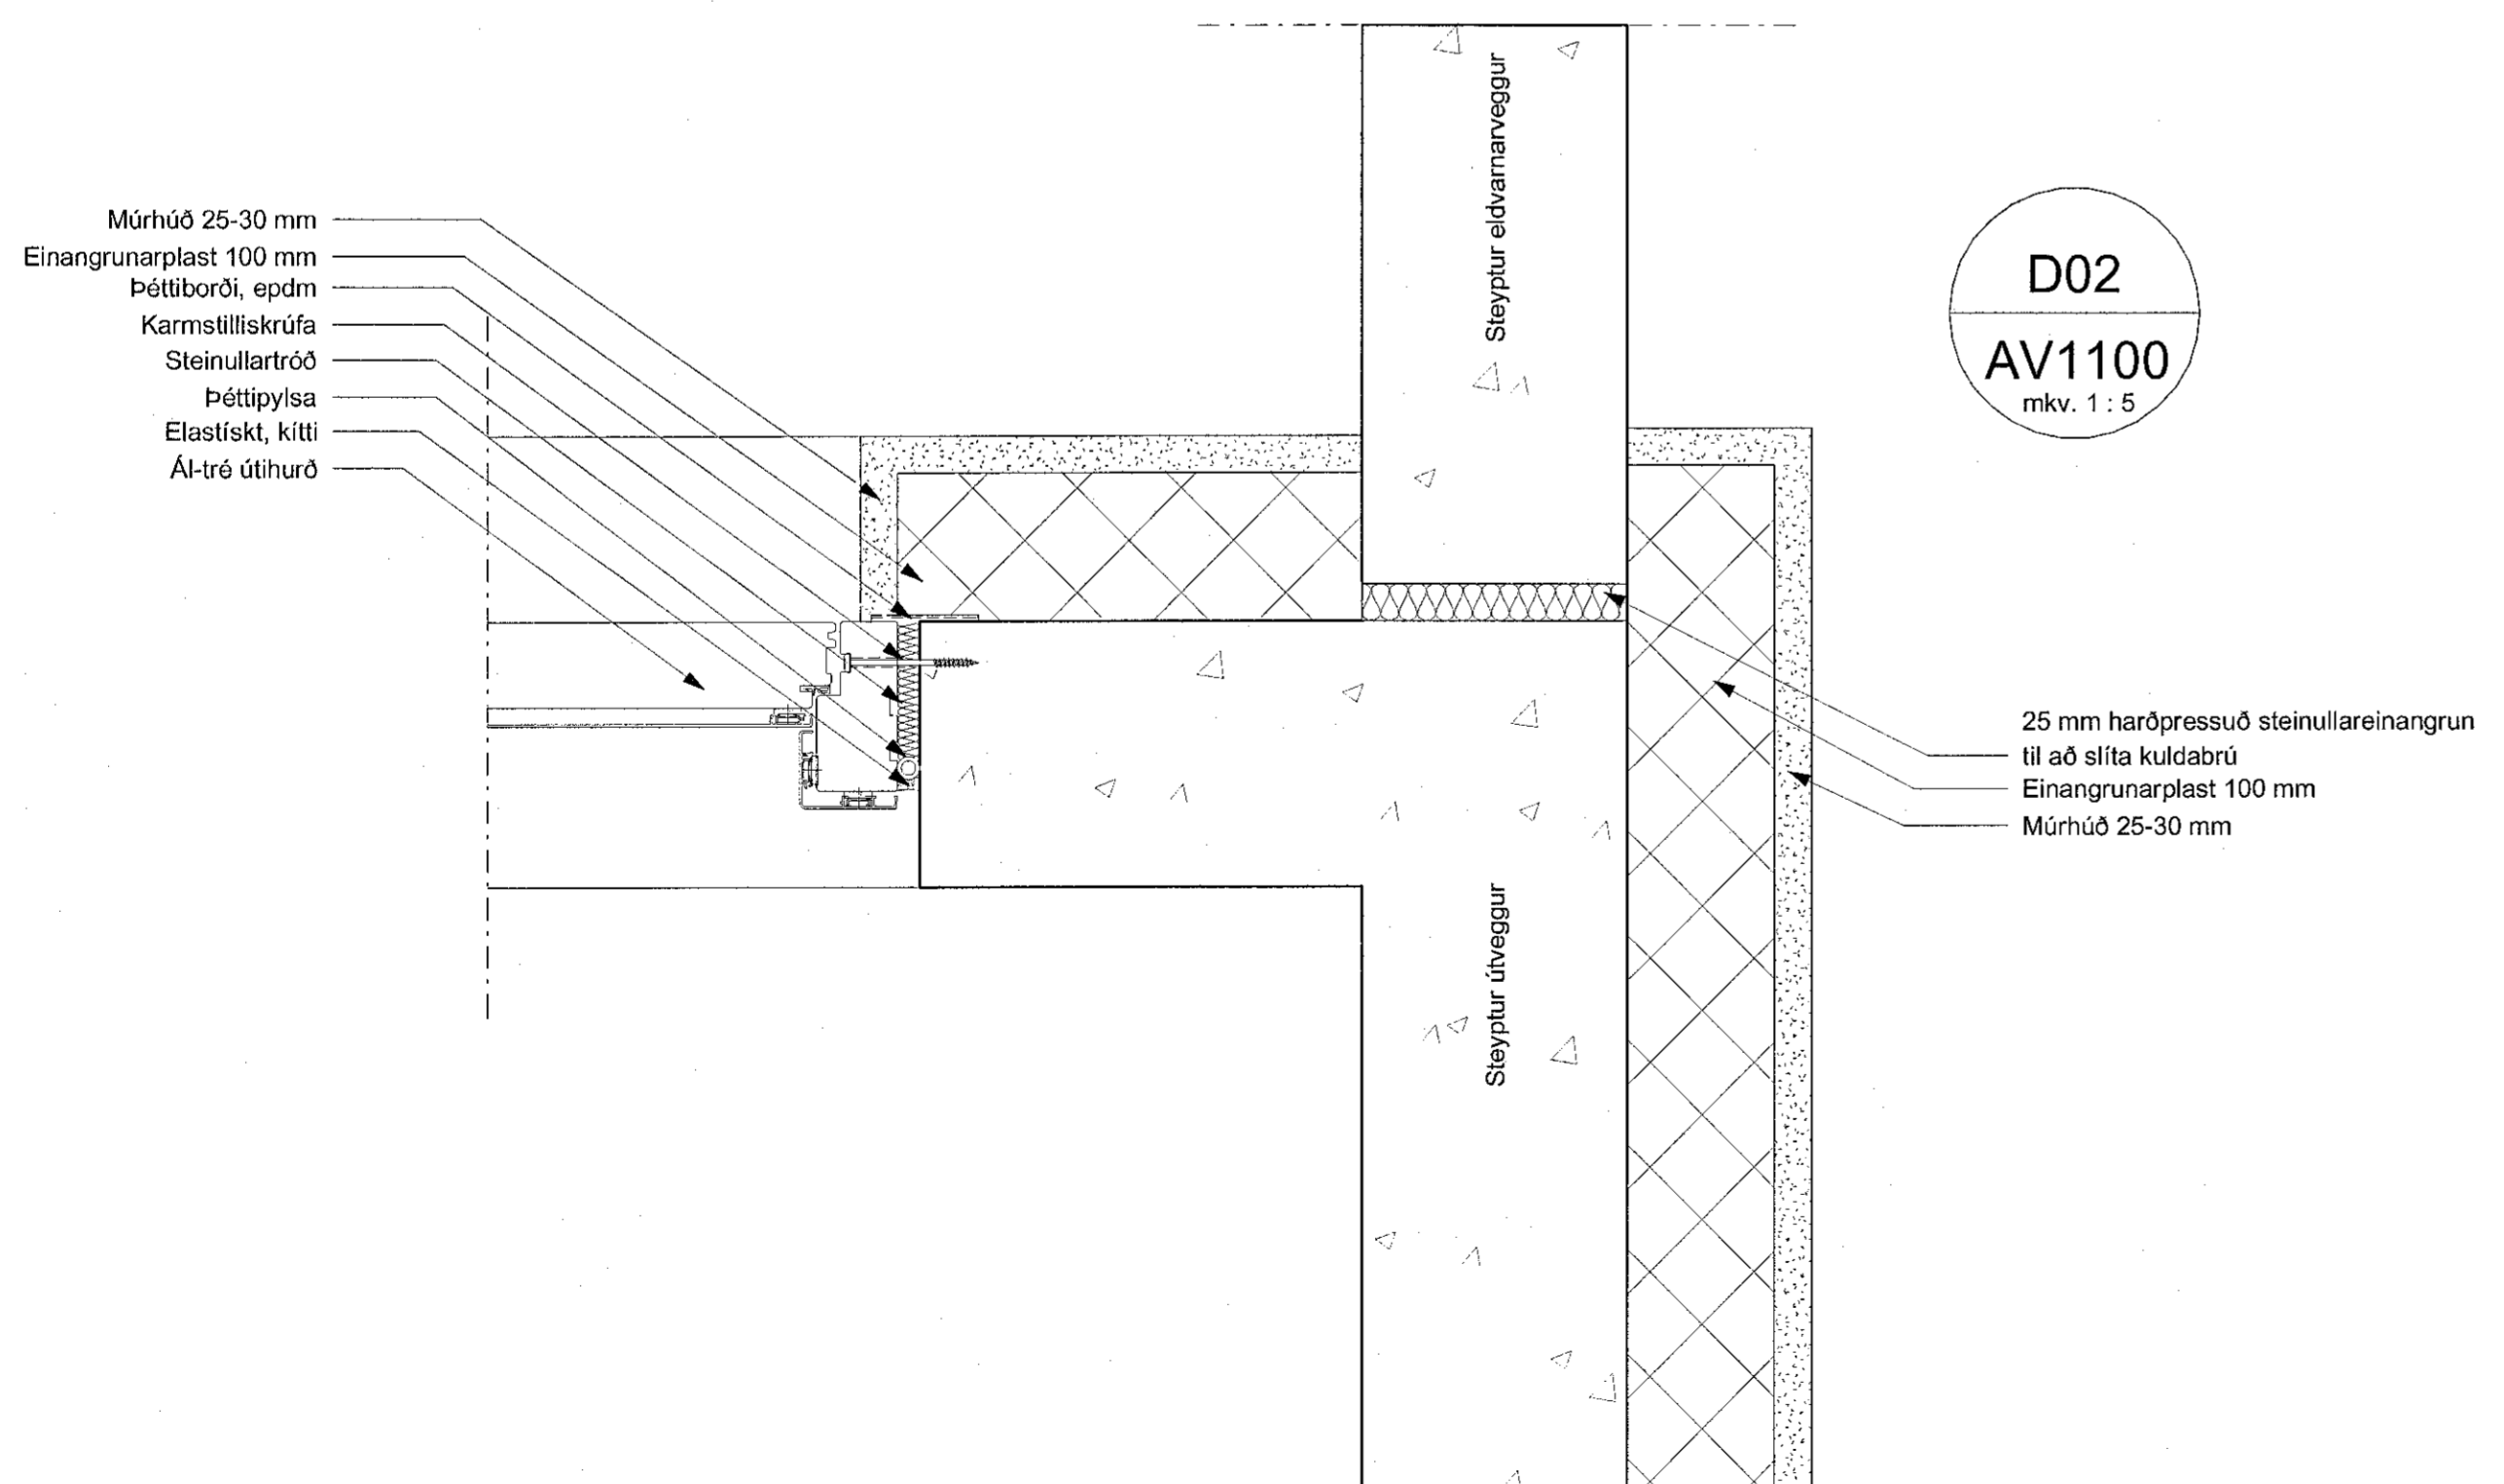 Steyptur eldvarnarveggur
Múrhúð 25-30 mm
Einangrunarplast 100 mm
Þéttiborði, epdm
Karmstilliskrúfa
Steinullartróð
Þéttipylsa
Elastískt, kítti
Ál-tré útihurð
D02
AV1100
mkv. 1 : 5
25 mm harðpressuð steinullareinangrun
til að slíta kuldabrú
Einangrunarplast 100 mm
Múrhúð 25-30 mm
Steyptur útveggur